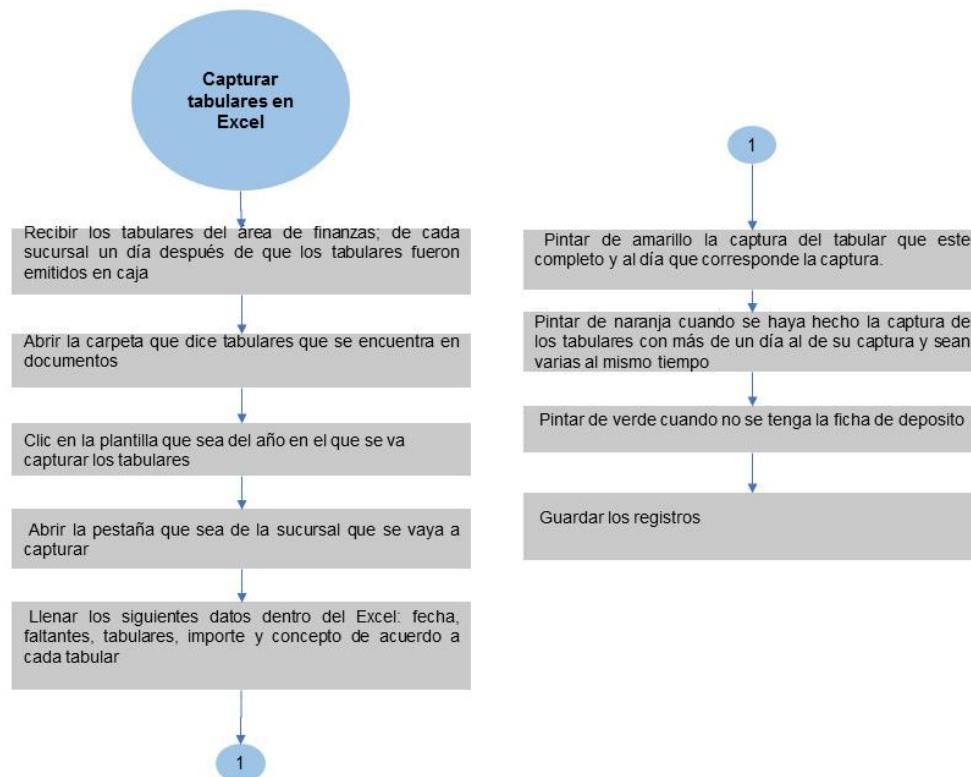 Capturar
tabulares en
Excel
Recibir los tabulares del área de finanzas; de cada
sucursal un día después de que los tabulares fueron
emitidos en caja
Abrir la carpeta que dice tabulares que se encuentra en
documentos
Clic en la plantilla que sea del año en el que se va
capturar los tabulares
Abrir la pestaña que sea de la sucursal que se vaya a
capturar
Llenar los siguientes datos dentro del Excel: fecha,
faltantes, tabulares, importe y concepto de acuerdo a
cada tabular
1
1
Pintar de amarillo la captura del tabular que este
completo y al día que corresponde la captura.
Pintar de naranja cuando se haya hecho la captura de
los tabulares con más de un día al de su captura y sean
varias al mismo tiempo
Pintar de verde cuando no se tenga la ficha de deposito
Guardar los registros